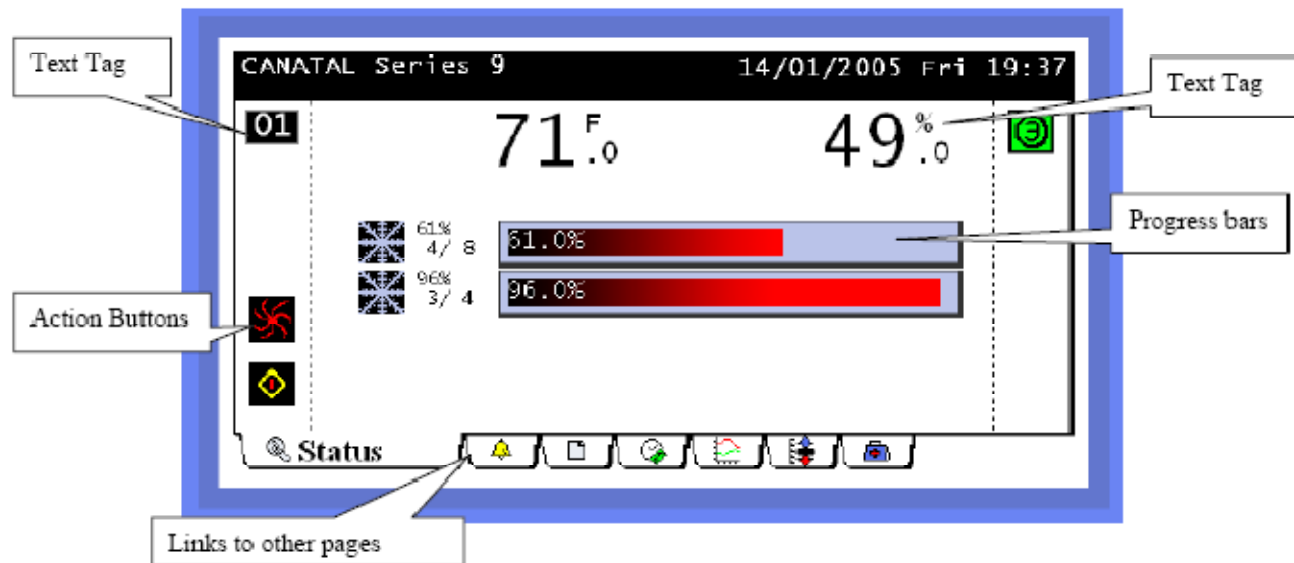 Text Tag
CANATAL Series 9 14/01/2005 Fri 19:37
Text Tag
01
71.0 F
49.0 %
3
Progress bars
61%
4/ 8
61.0%
96%
3/ 4
96.0%
Action Buttons
Status
Links to other pages